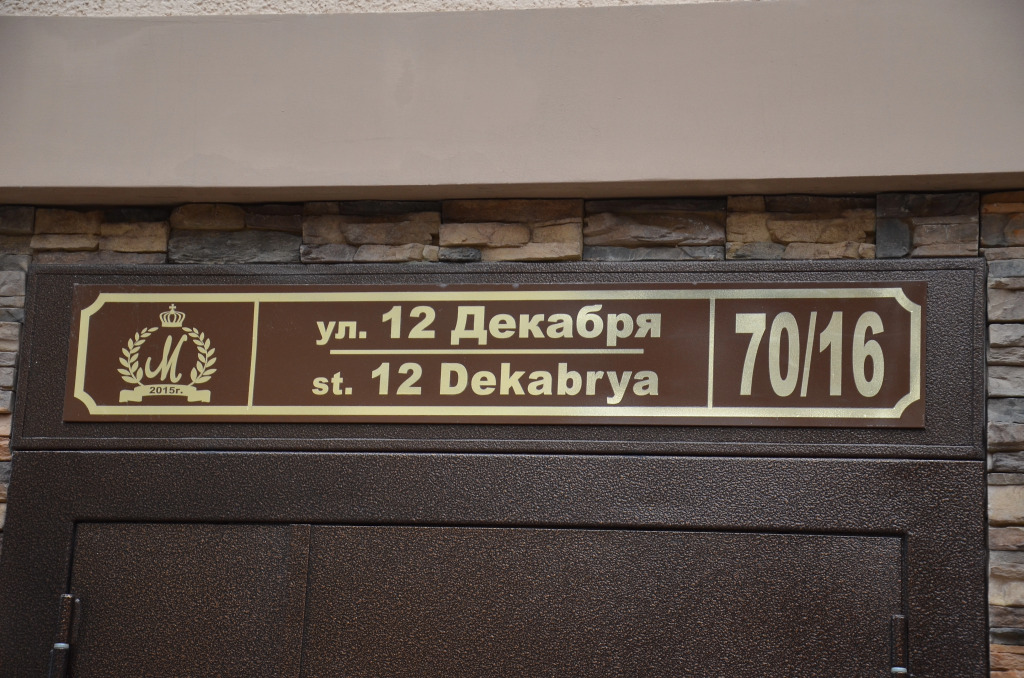 М
2015г.
ул. 12 Декабря
st. 12 Dekabrya
70/16